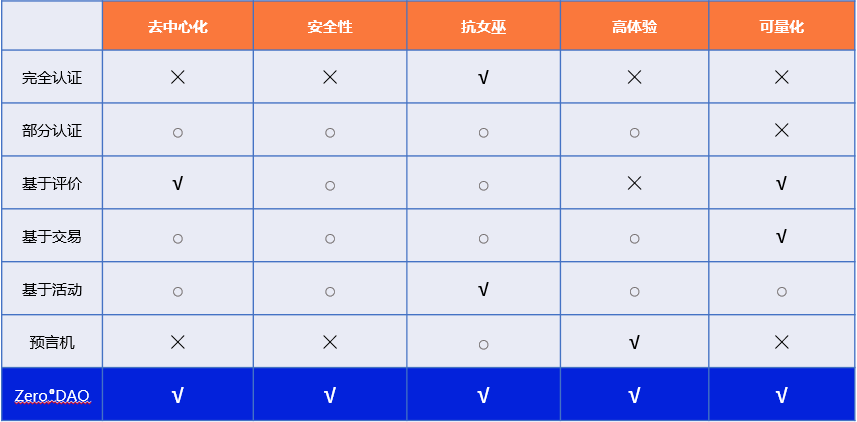 去中心化 安全性 抗女巫 高体验 可量化
完全认证 × × √ × ×
部分认证 ○ ○ ○ ○ ×
基于评价 √ ○ ○ × √
基于交易 ○ ○ ○ ○ √
基于活动 ○ ○ √ ○ ○
预言机 × × ○ √ ×
Zero*DAO √ √ √ √ √